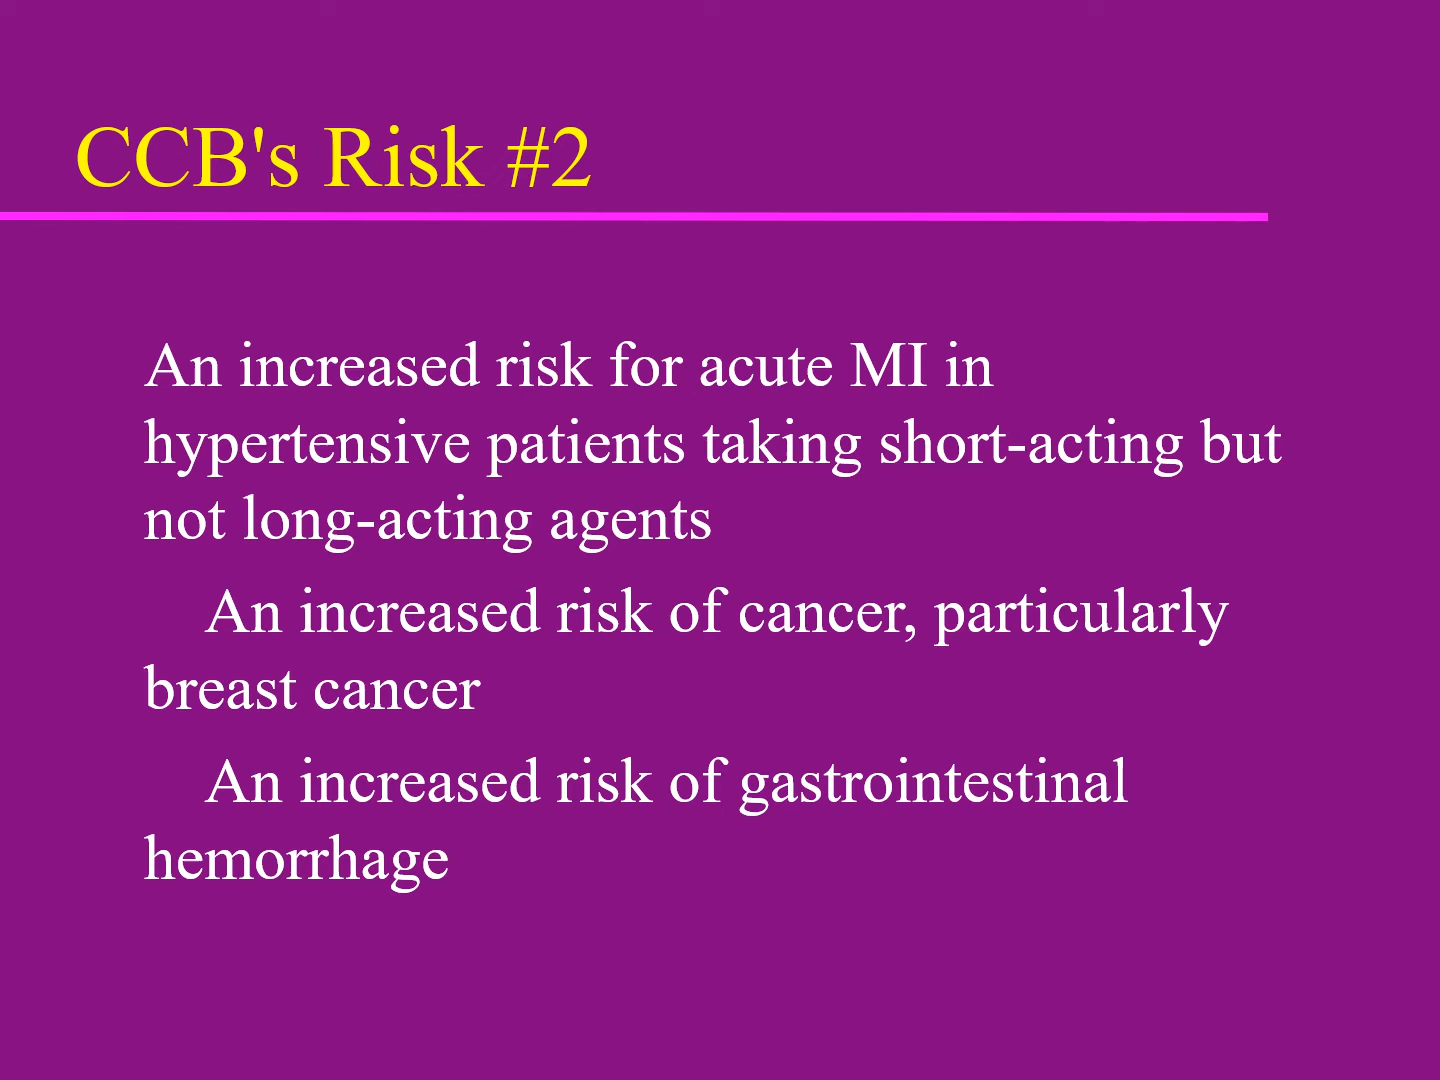 CCB's Risk #2
An increased risk for acute MI in
hypertensive patients taking short-acting but
not long-acting agents
An increased risk of cancer, particularly
breast cancer
An increased risk of gastrointestinal
hemorrhage